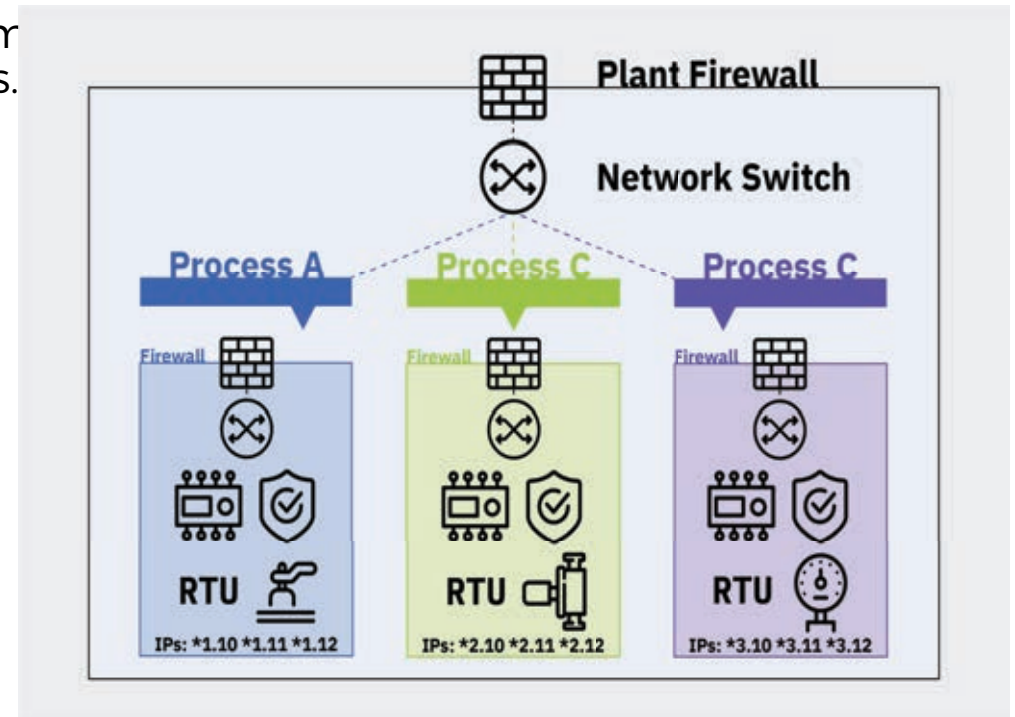 m
s.
Plant Firewall
Network Switch
Process A
Process C
Process C
Firewall
Firewall
Firewall
RTU
RTU
RTU
IPs: *1.10 *1.11 *1.12
IPs: *2.10 *2.11 *2.12
IPs: *3.10 *3.11 *3.12